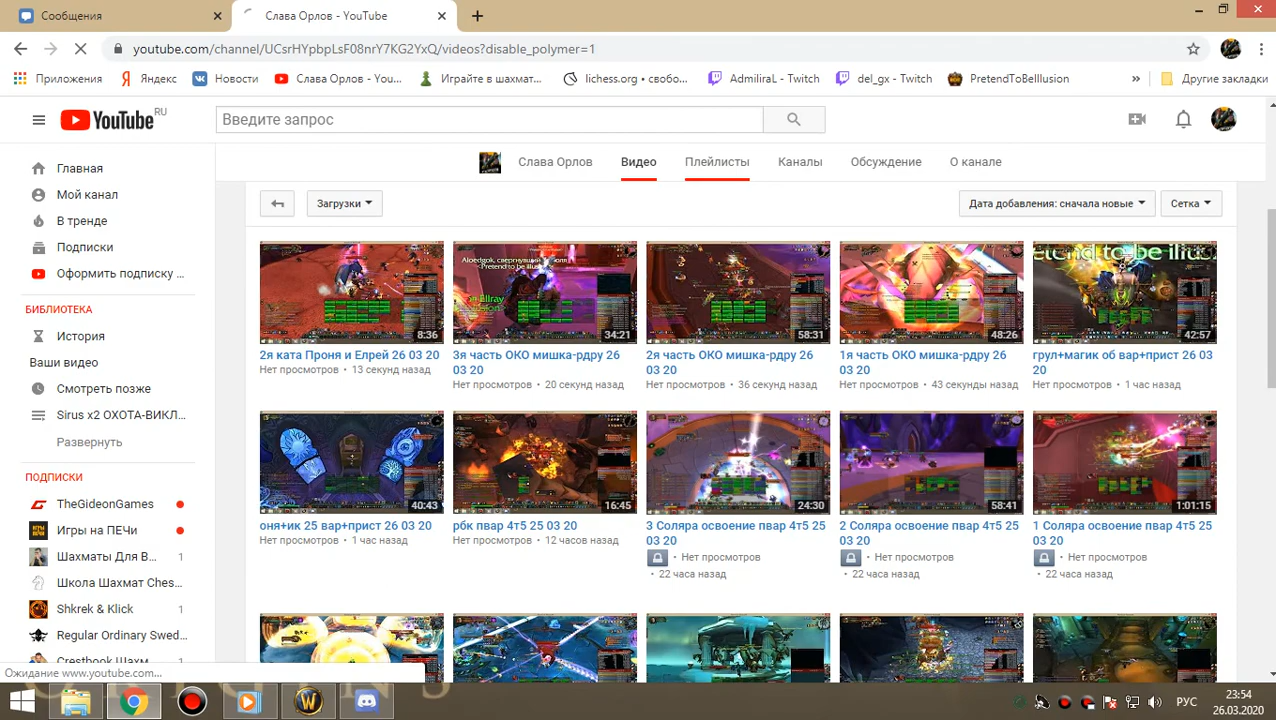 Сообщения
Слава Орлов - YouTube
youtube.com/channel/UCsrHYpbpLsF08nrY7KG2YxQ/videos?disable_polymer=1
Приложения
Яндекс
Новости
Слава Орлов - You...
Играйте в шахмат...
lichess.org • свобо...
AdmiriraL - Twitch
del_gx - Twitch
PretendToBeIllusion
»
Другие закладки
YouTube RU
Введите запрос
Слава Орлов
Видео
Плейлисты
Каналы
Обсуждение
О канале
Загрузки
Дата добавления: сначала новые
Сетка
Главная
Мой канал
В тренде
Подписки
Оформить подписку ...
БИБЛИОТЕКА
История
Ваши видео
Смотреть позже
Sirus x2 ОХОТА-ВИКЛ...
Развернуть
ПОДПИСКИ
TheGideonGames
Игры на ПЕЧи
Шахматы Для В...
1
Школа Шахмат Ches...
Shkrek & Klick
1
Regular Ordinary Swed...
Crestbook Шахм...
8:36
2я ката Проня и Елрей 26 03 20
Нет просмотров • 13 секунд назад
34:21
3я часть ОКО мишка-рдру 26
03 20
Нет просмотров • 20 секунд назад
58:31
2я часть ОКО мишка-рдру 26
03 20
Нет просмотров • 36 секунд назад
48:26
1я часть ОКО мишка-рдру 26
03 20
Нет просмотров • 43 секунды назад
42:57
грул+магик об вар+прист 26 03
20
Нет просмотров • 1 час назад
40:43
оня+ик 25 вар+прист 26 03 20
Нет просмотров • 1 час назад
16:45
рбк пвар 4т5 25 03 20
Нет просмотров • 12 часов назад
24:30
3 Соляра освоение пвар 4т5 25
03 20
• Нет просмотров
• 22 часа назад
58:41
2 Соляра освоение пвар 4т5 25
03 20
• Нет просмотров
• 22 часа назад
1:01:15
1 Соляра освоение пвар 4т5 25
03 20
• Нет просмотров
• 22 часа назад
Ожидание www.youtube.com...
РУС
23:54
26.03.2020